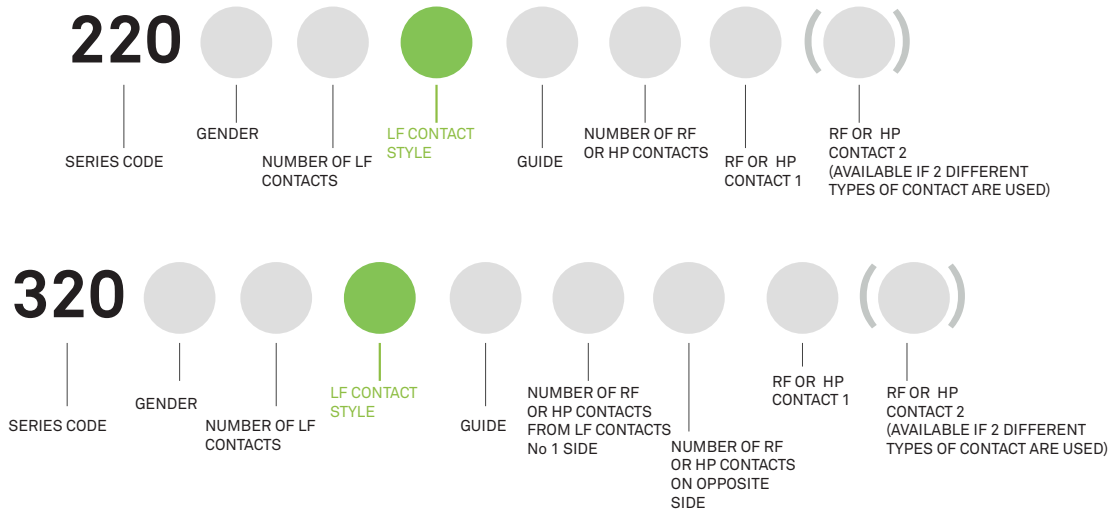 220
SERIES CODE
GENDER
NUMBER OF LF
CONTACTS
LF CONTACT
STYLE
GUIDE
NUMBER OF RF
OR HP CONTACTS
RF OR HP
CONTACT 1
RF OR HP
CONTACT 2
(AVAILABLE IF 2 DIFFERENT
TYPES OF CONTACT ARE USED)
320
SERIES CODE
GENDER
NUMBER OF LF
CONTACTS
LF CONTACT
STYLE
GUIDE
NUMBER OF RF
OR HP CONTACTS
FROM LF CONTACTS
No 1 SIDE
NUMBER OF RF
OR HP CONTACTS
ON OPPOSITE
SIDE
RF OR HP
CONTACT 1
RF OR HP
CONTACT 2
(AVAILABLE IF 2 DIFFERENT
TYPES OF CONTACT ARE USED)